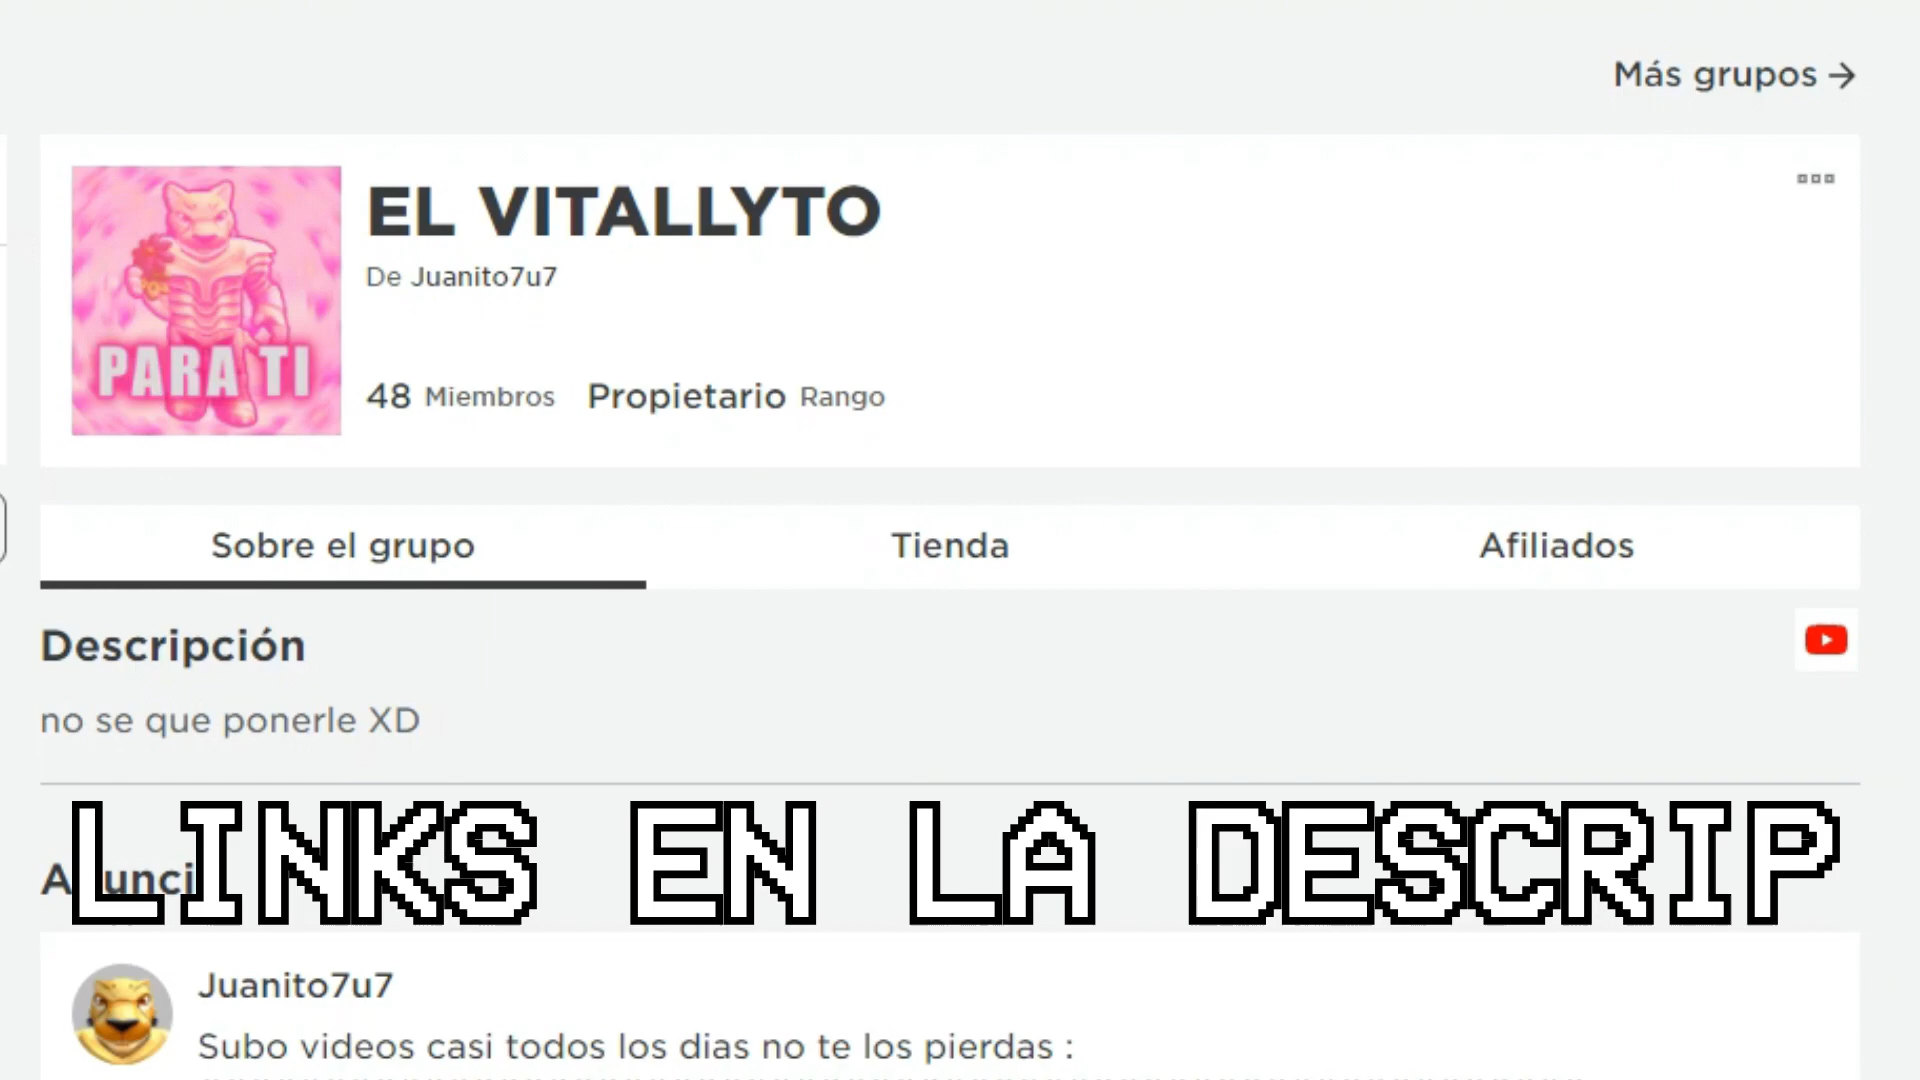 Más grupos
PARA TI
EL VITALLYTO
De Juanito7u7
48 Miembros Propietario Rango
Sobre el grupo Tienda Afiliados
Descripción
no se que ponerle XD
LINKS EN LA DESCRIP
Juanito7u7
Subo videos casi todos los dias no te los pierdas :